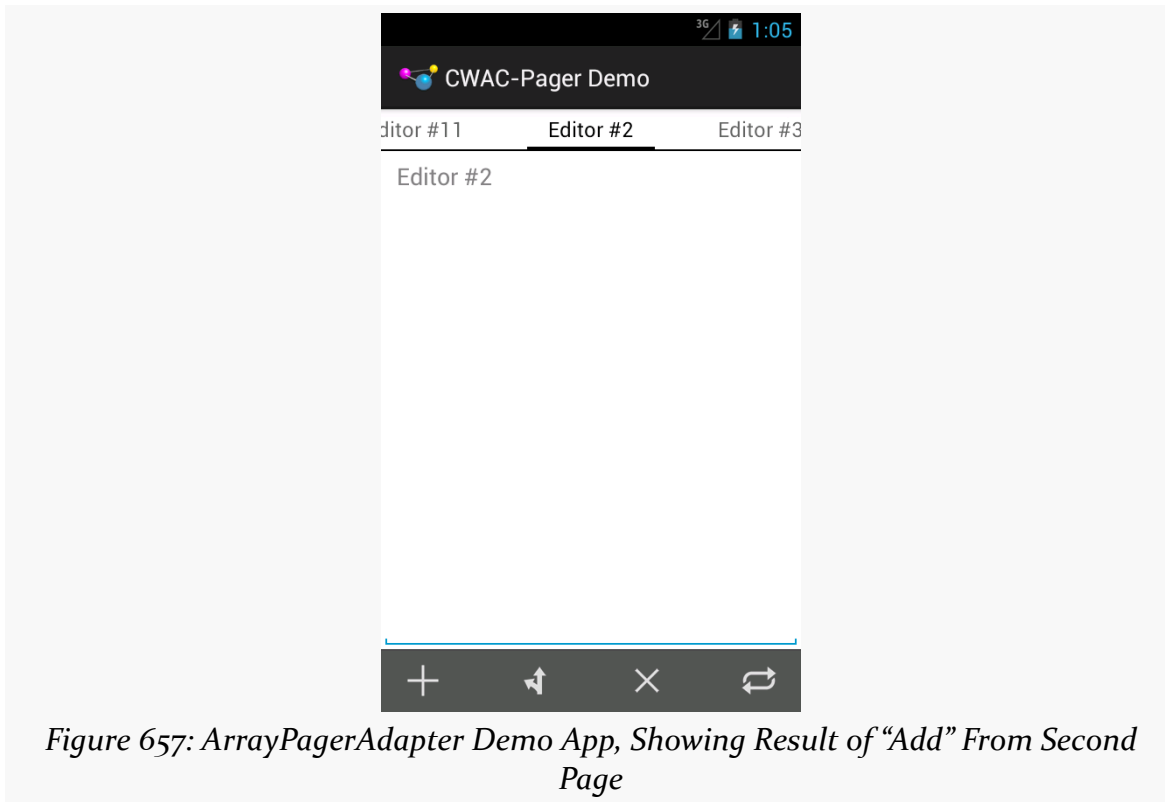 3G 1:05
CWAC-Pager Demo
ditor #11 Editor #2 Editor #3
Editor #2
Figure 657: ArrayPagerAdapter Demo App, Showing Result of “Add” From Second
Page